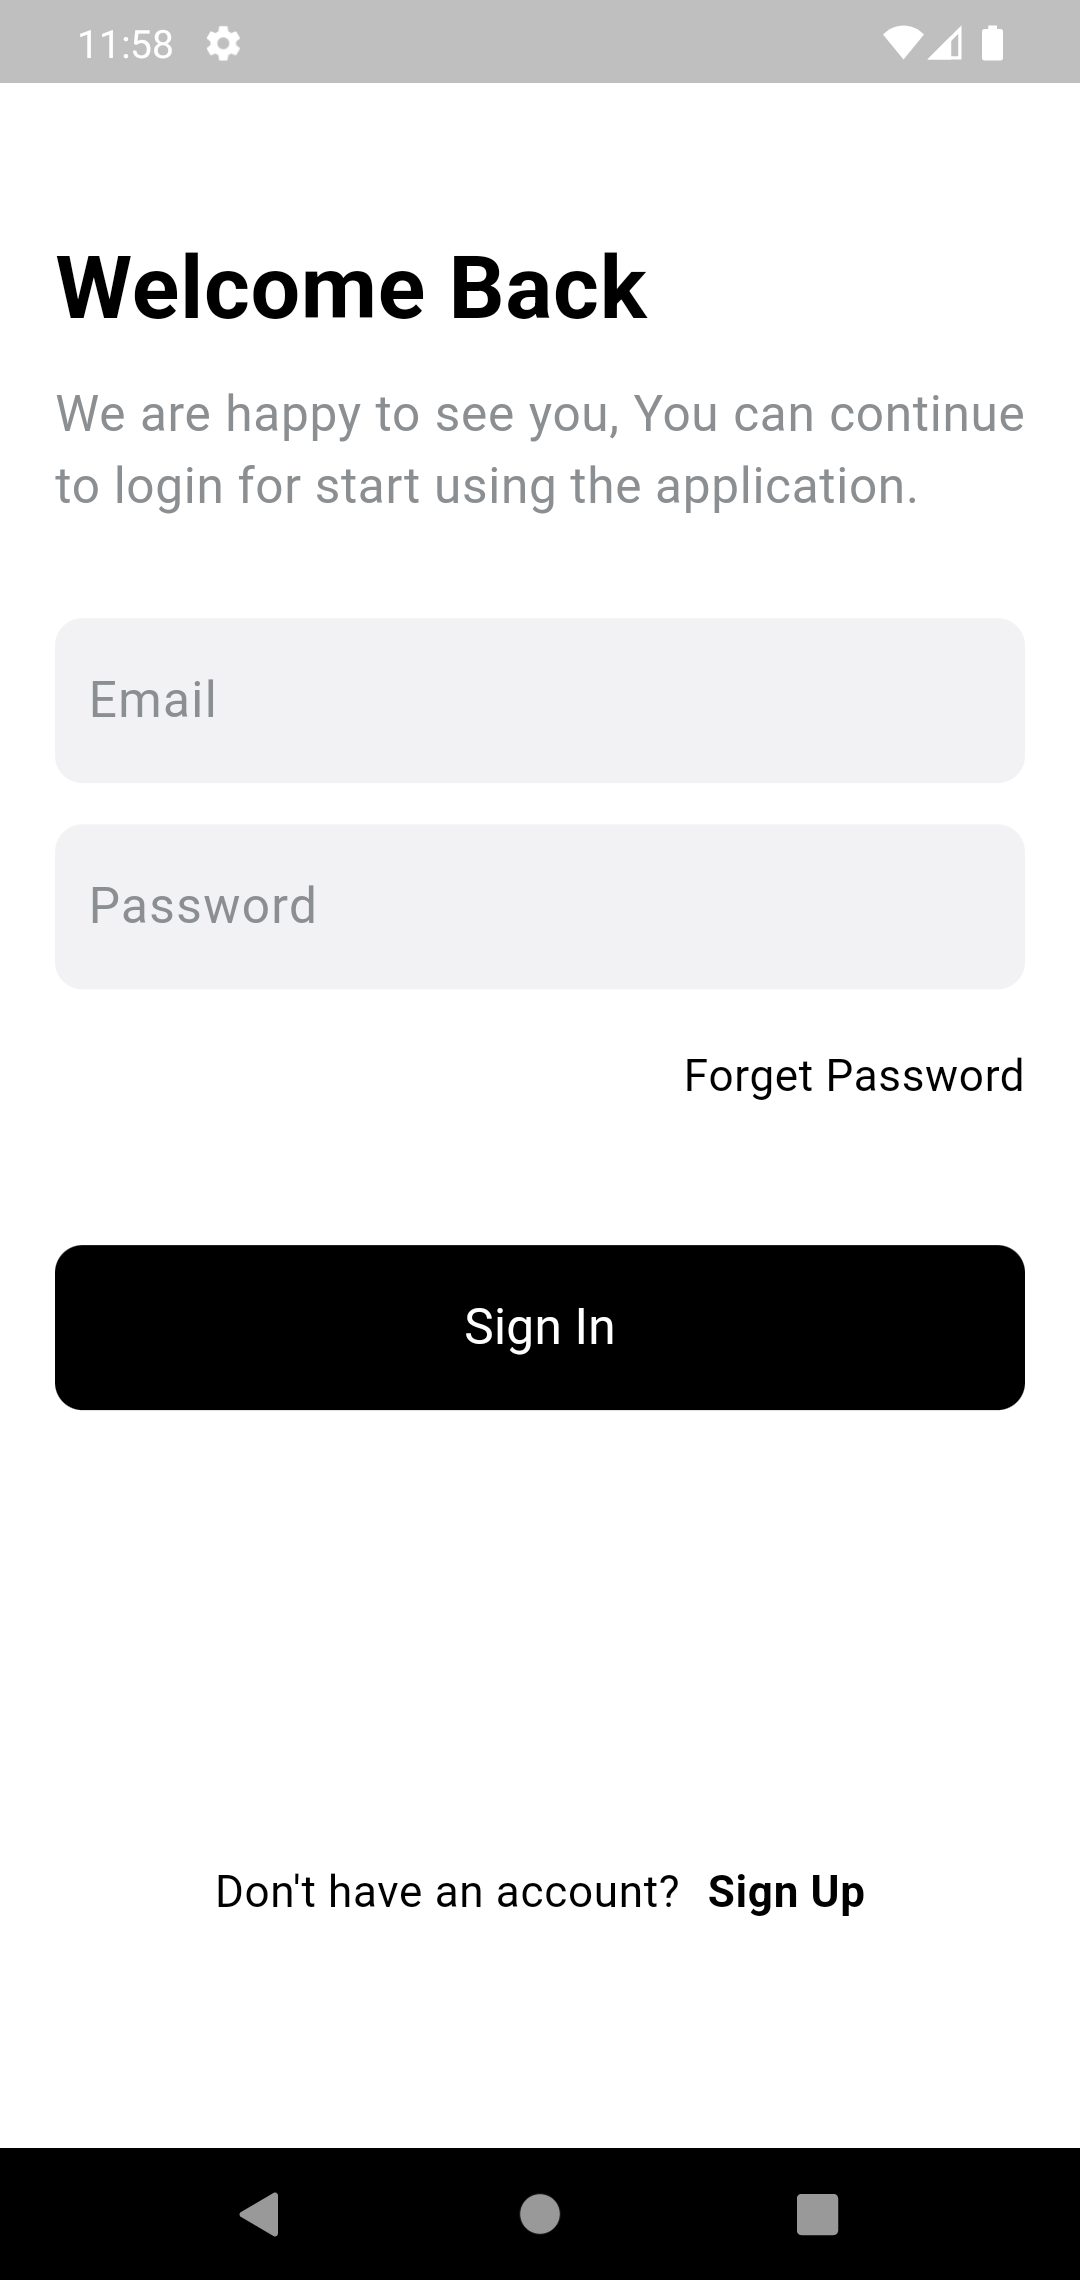 11:58
Welcome Back
We are happy to see you, You can continue
to login for start using the application.
Email
Password
Forget Password
Sign In
Don't have an account? Sign Up